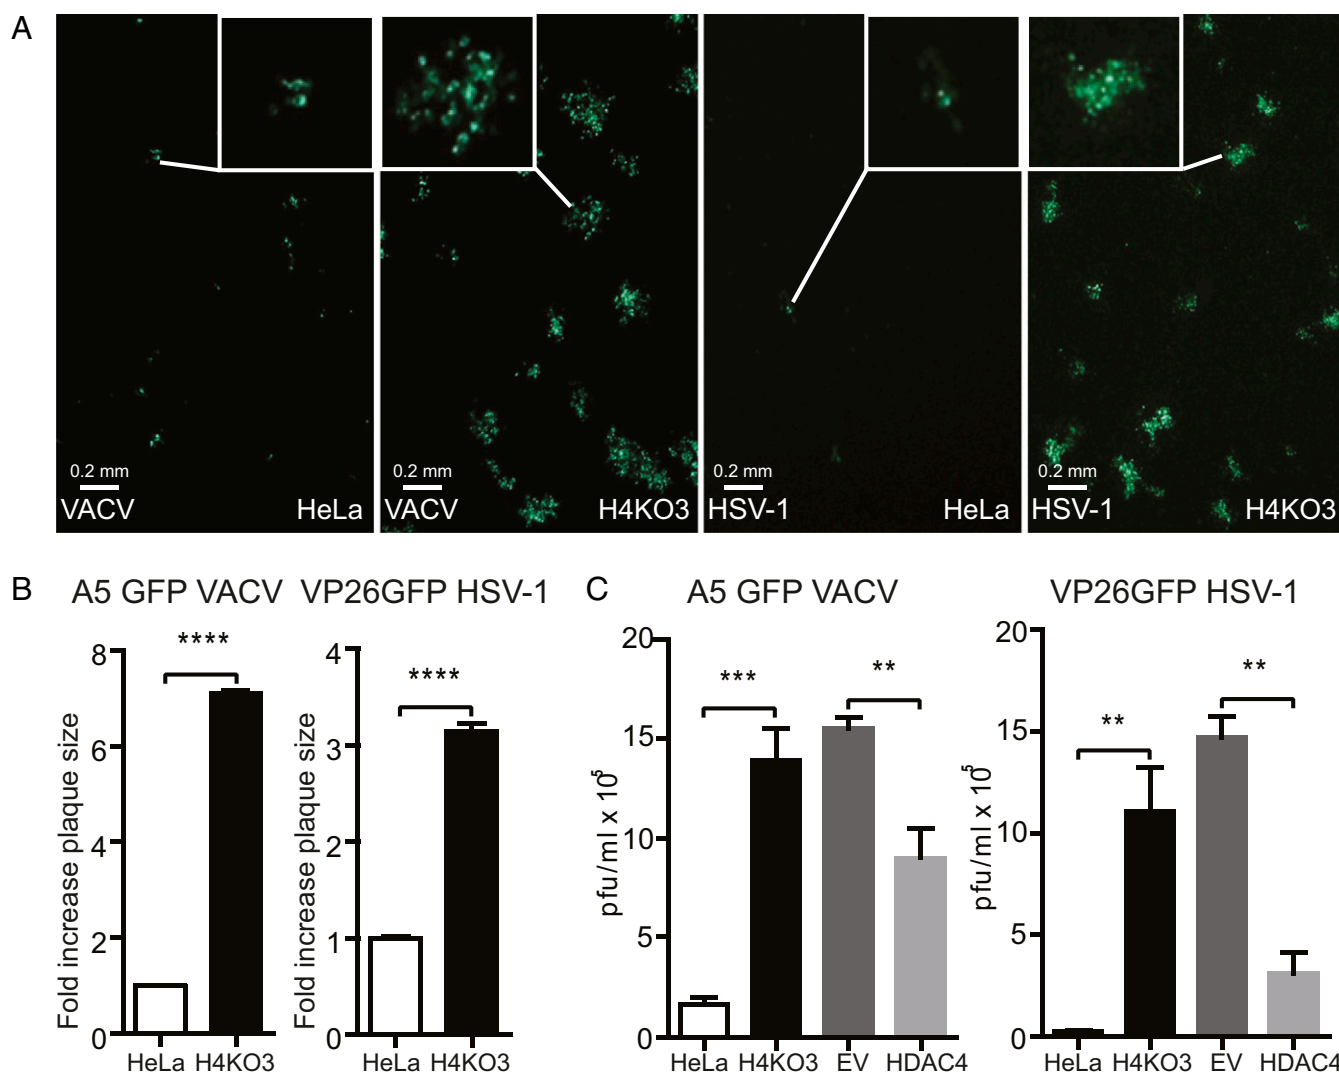 A
0.2 mm
VACV
HeLa
0.2 mm
VACV
H4KO3
0.2 mm
HSV-1
HeLa
0.2 mm
HSV-1
H4KO3
B
A5 GFP VACV
VP26GFP HSV-1
C
A5 GFP VACV
VP26GFP HSV-1
Fold increase plaque size
8
6
4
2
0
****
HeLa
H4KO3
Fold increase plaque size
4
3
2
1
0
****
HeLa
H4KO3
pfu/ml x 10⁵
20
15
10
5
0
***
**
HeLa
H4KO3
EV
HDAC4
pfu/ml x 10⁵
20
15
10
5
0
**
**
HeLa
H4KO3
EV
HDAC4